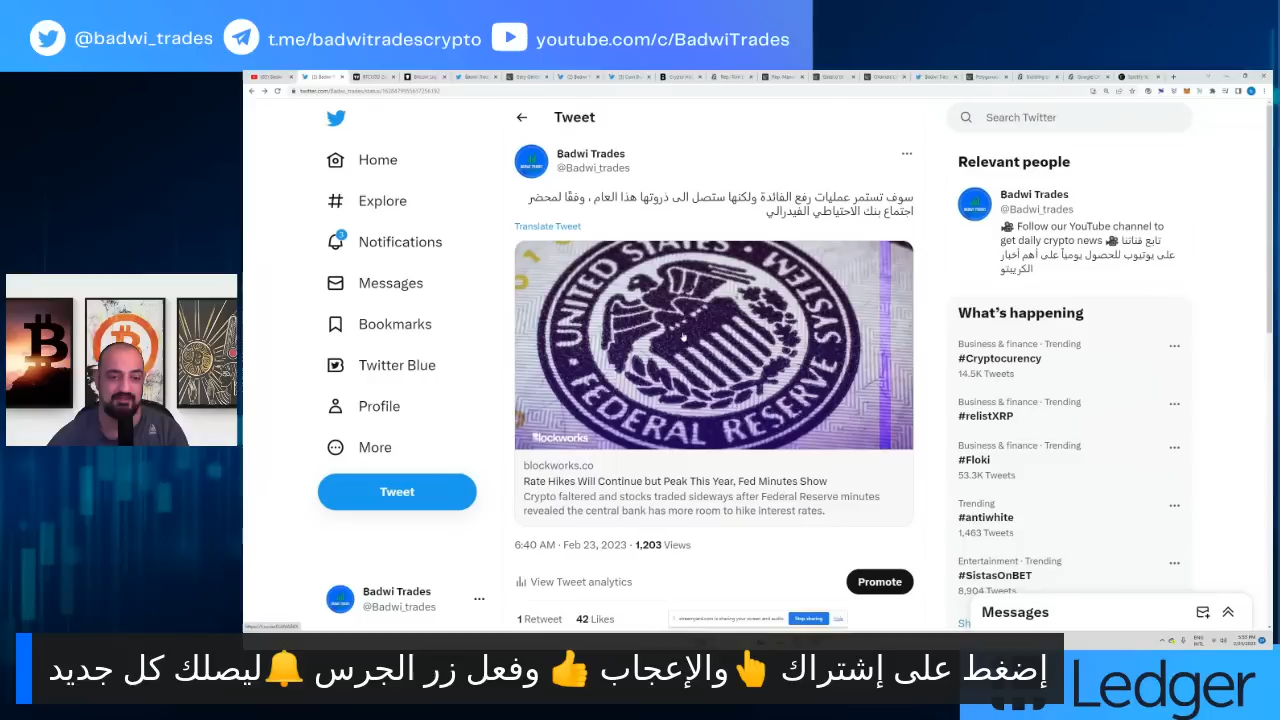 @badwi_trades
t.me/badwitradescrypto
youtube.com/c/BadwiTrades
Tweet
Search Twitter
Home
Explore
Notifications
Messages
Bookmarks
Twitter Blue
Profile
More
Tweet
Badwi Trades
@Badwi_trades
Badwi Trades
@Badwi_trades
سوف تستمر عمليات رفع الفائدة ولكنها ستصل الى ذروتها هذا العام ، وفقًا لمحضر
اجتماع بنك الاحتياطي الفيدرالي
Translate Tweet
UNITED STATES
FEDERAL RESERVE
SYSTEM
Blockworks
blockworks.co
Rate Hikes Will Continue but Peak This Year, Fed Minutes Show
Crypto faltered and stocks traded sideways after Federal Reserve minutes
revealed the central bank has more room to hike interest rates.
6:40 AM · Feb 23, 2023 · 1,203 Views
View Tweet analytics
Promote
1 Retweet 42 Likes
Stop sharing
Hide
Relevant people
Badwi Trades
@Badwi_trades
🎥 Follow our YouTube channel to
get daily crypto news 🎥 تابع قناتنا
على يوتيوب للحصول يومياً على أهم أخبار
الكريبتو
What's happening
Business & finance · Trending
#Cryptocurency
14.5K Tweets
Business & finance · Trending
#relistXRP
Business & finance · Trending
#Floki
53.3K Tweets
Trending
#antiwhite
1,463 Tweets
Entertainment · Trending
#SistasOnBET
8,904 Tweets
Messages
إضغط على إشتراك 👆والإعجاب 👍 وفعل زر الجرس 🔔ليصلك كل جديد
Ledger